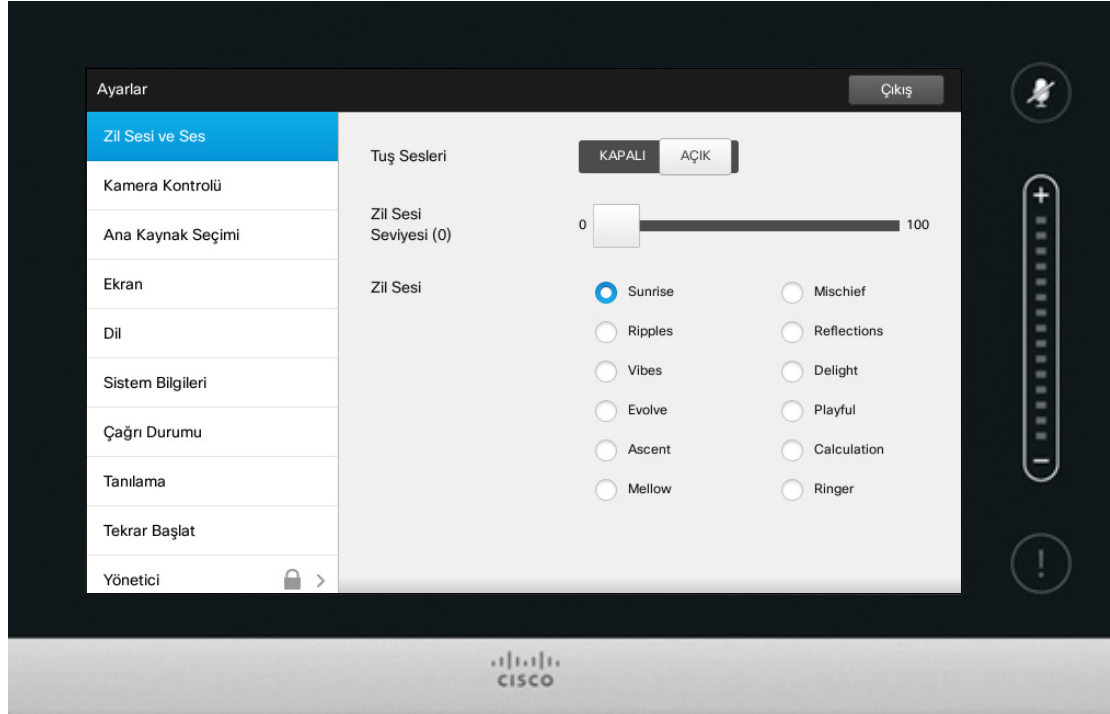 Ayarlar
Çıkış
Zil Sesi ve Ses
Kamera Kontrolü
Ana Kaynak Seçimi
Ekran
Dil
Sistem Bilgileri
Çağrı Durumu
Tanılama
Tekrar Başlat
Yönetici
Tuş Sesleri
KAPALI AÇIK
Zil Sesi
Seviyesi (0)
0 100
Zil Sesi
Sunrise Mischief
Ripples Reflections
Vibes Delight
Evolve Playful
Ascent Calculation
Mellow Ringer
+
−
!
CISCO